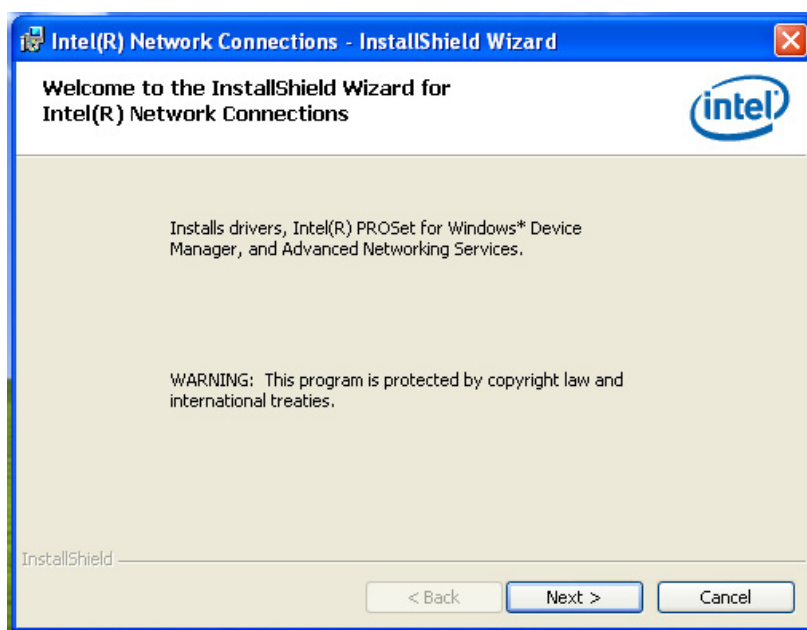 Intel(R) Network Connections - InstallShield Wizard
Welcome to the InstallShield Wizard for
Intel(R) Network Connections
intel
Installs drivers, Intel(R) PROSet for Windows* Device
Manager, and Advanced Networking Services.
WARNING:  This program is protected by copyright law and
international treaties.
InstallShield
< Back
Next >
Cancel